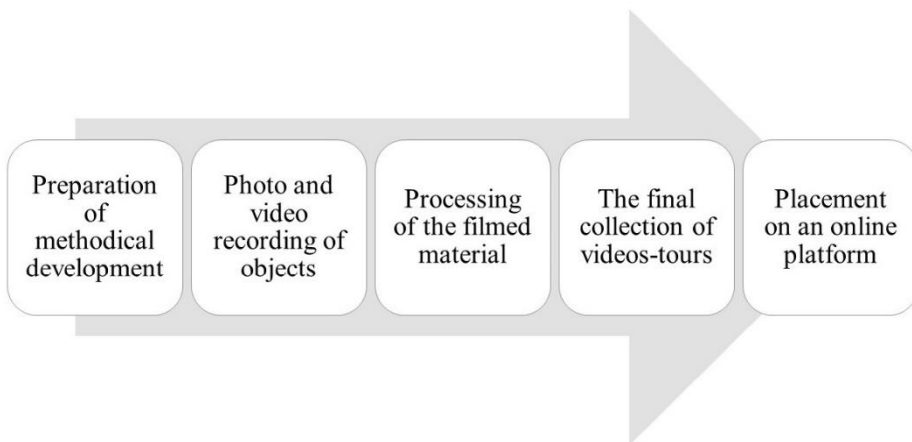 Preparation
of
methodical
development
Photo and
video
recording of
objects
Processing
of the filmed
material
The final
collection of
videos-tours
Placement
on an online
platform